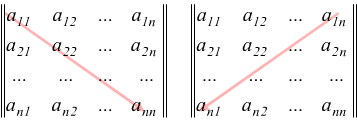 a11 a12 ... a1n a11 a12 ... a1n
a21 a22 ... a2n a21 a22 ... a2n
... ... ... ... ... ... ... ...
an1 an2 ... ann an1 an2 ... ann